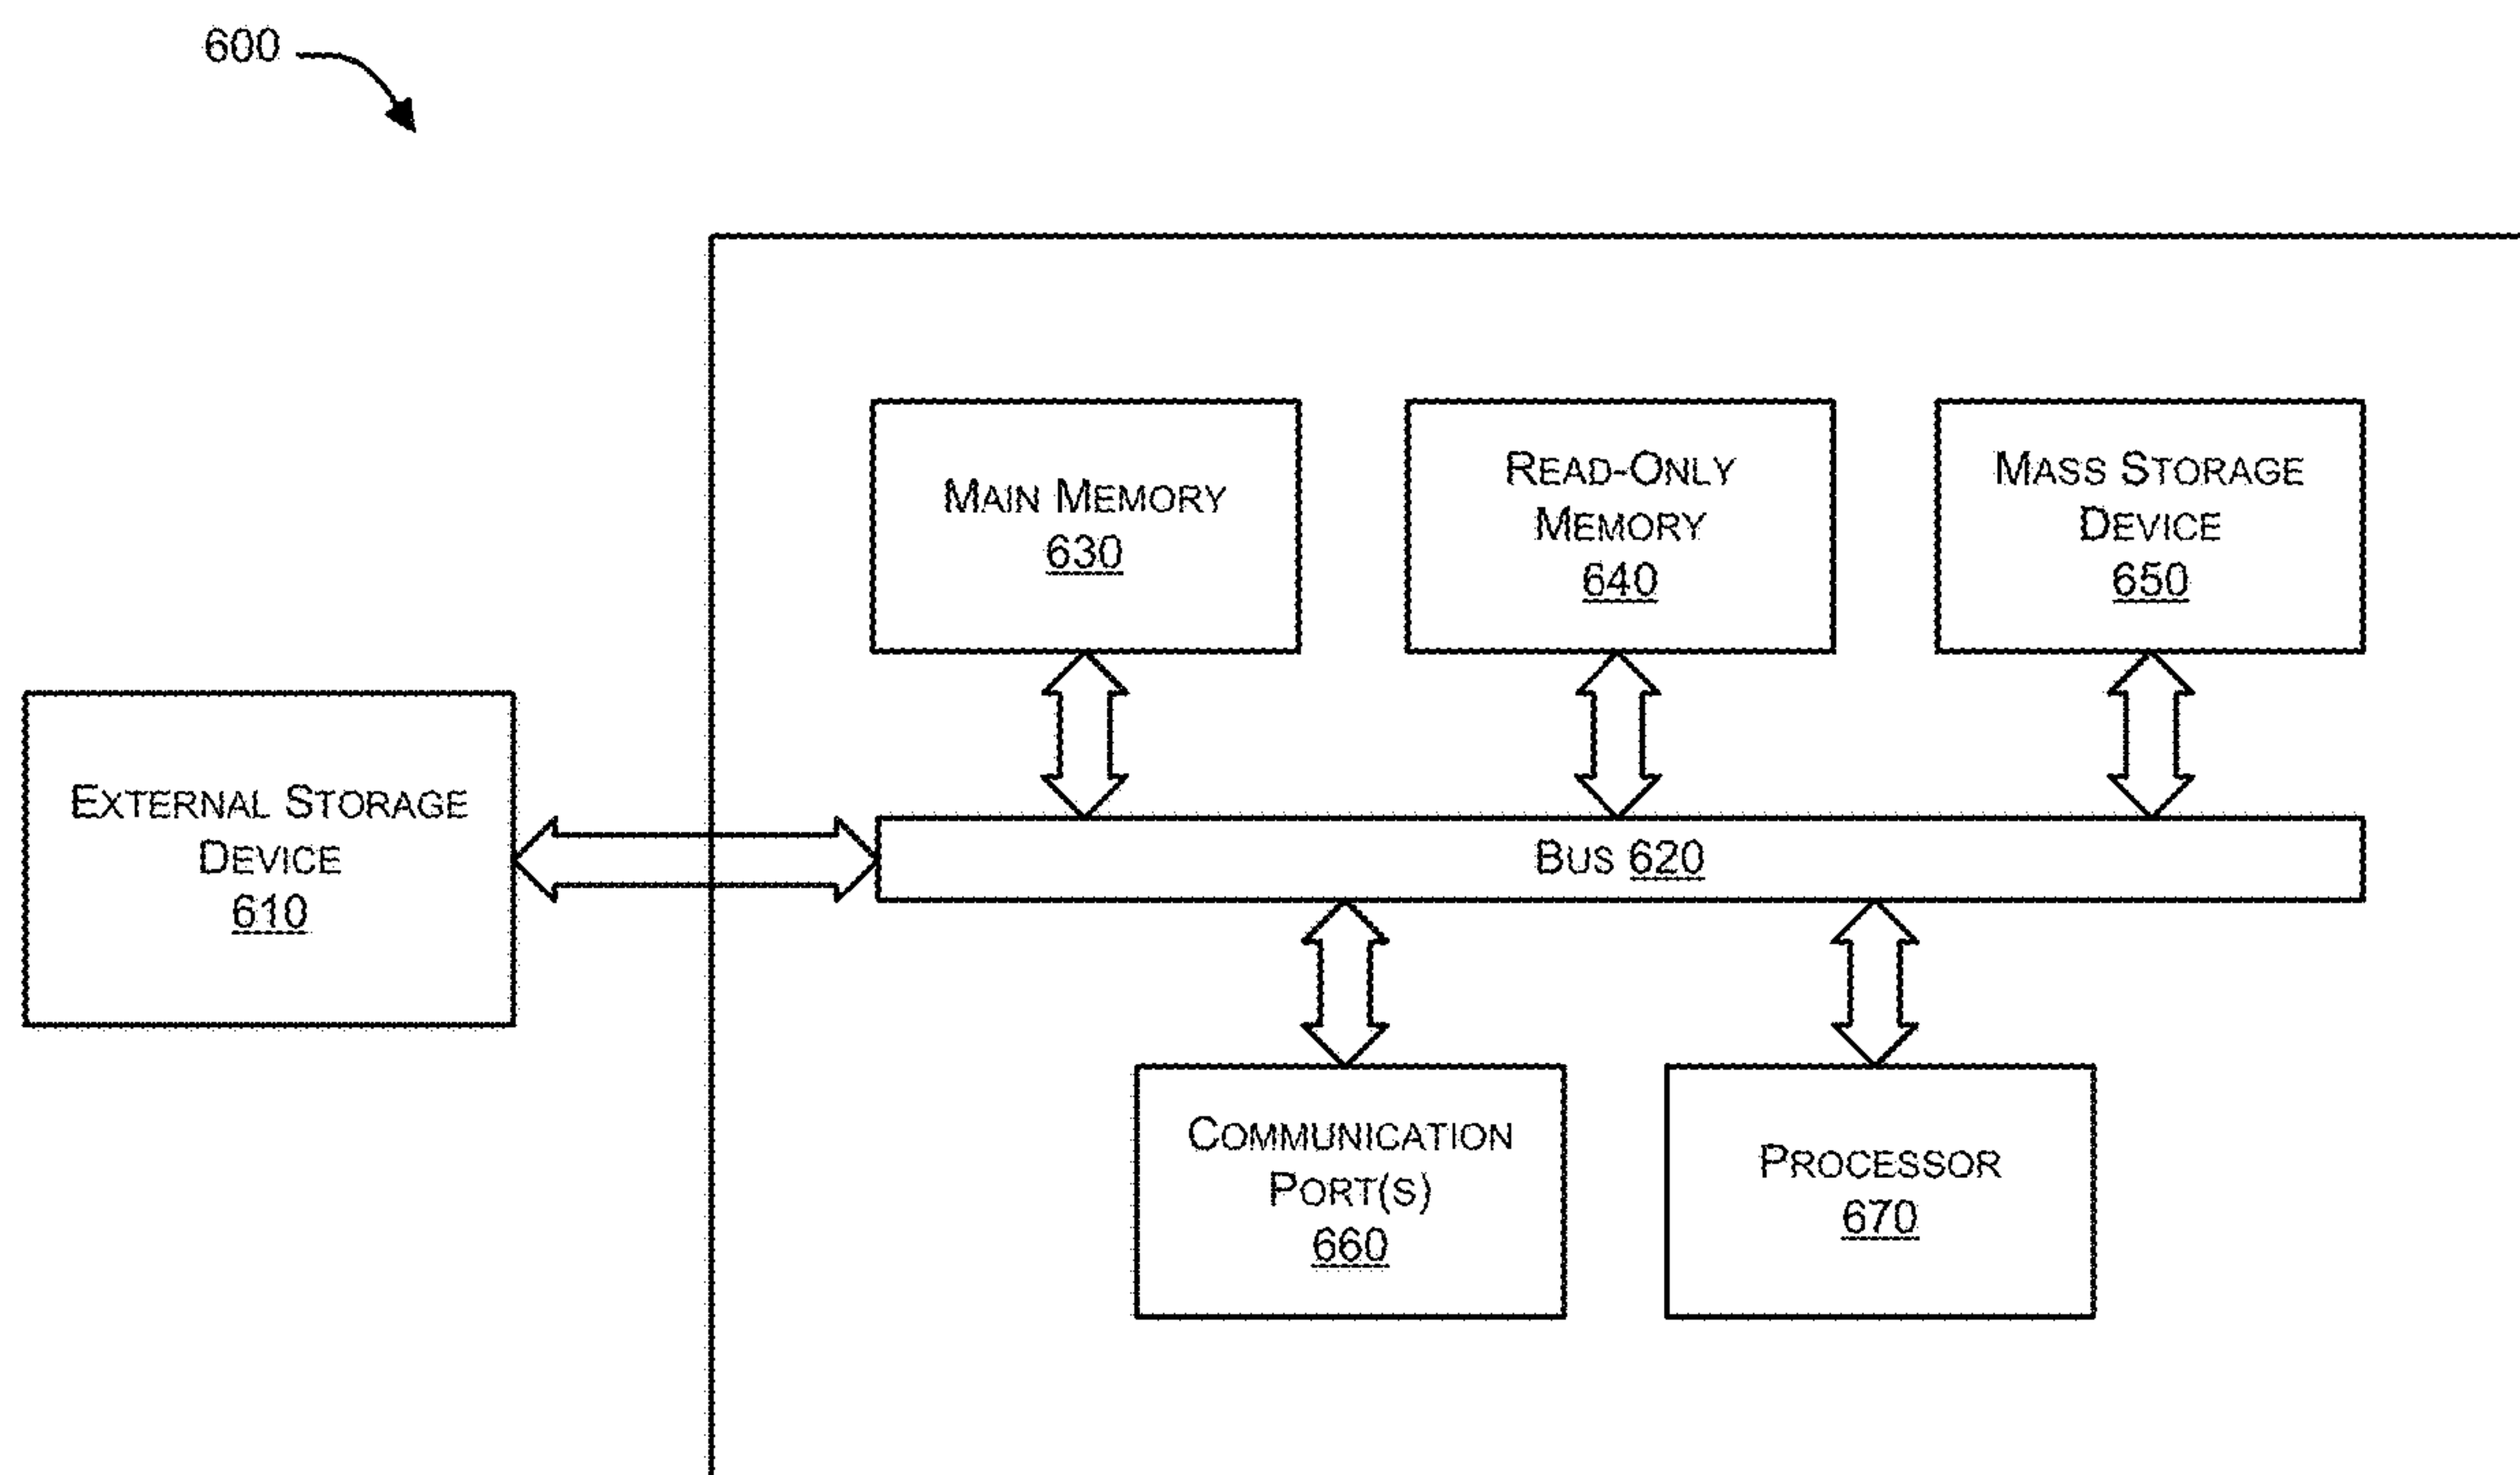 600
MAIN MEMORY
630
READ-ONLY
MEMORY
640
MASS STORAGE
DEVICE
650
EXTERNAL STORAGE
DEVICE
610
BUS 620
COMMUNICATION
PORT(S)
660
PROCESSOR
670